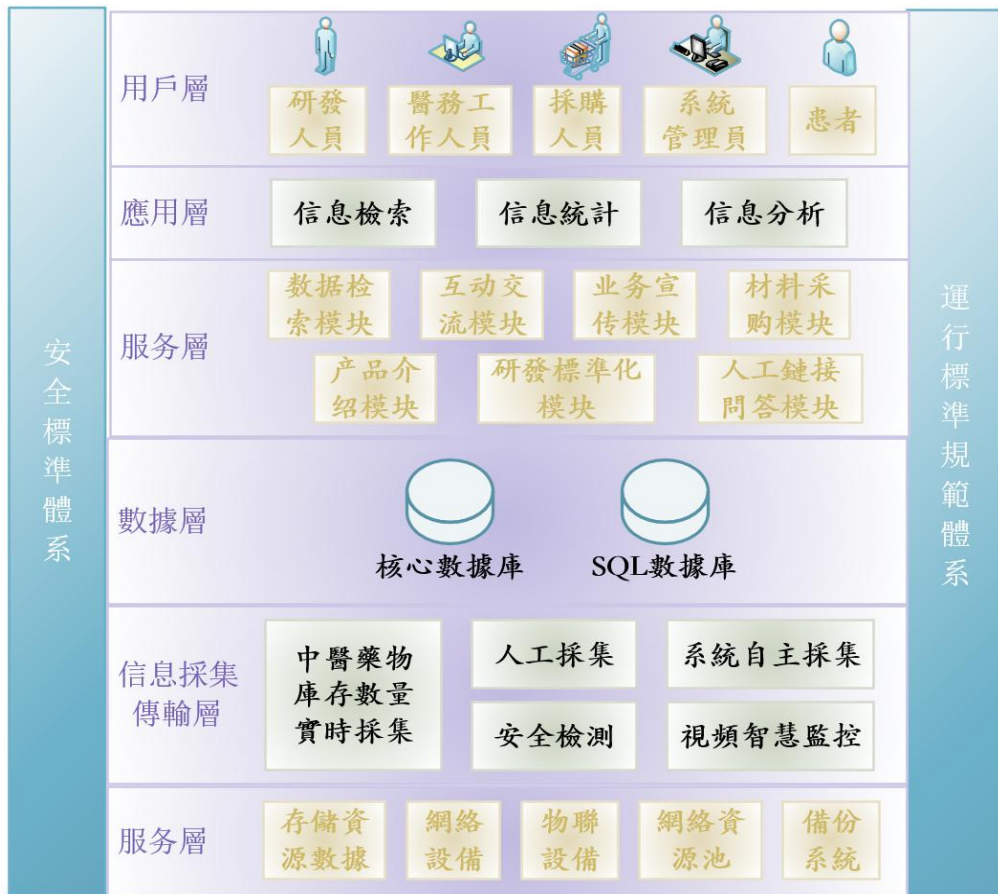 安全標準體系
用戶層
研發
人員
醫務工
作人員
採購
人員
系統
管理員
患者
應用層
信息檢索
信息統計
信息分析
服务層
数据检
索模块
互动交
流模块
业务宣
传模块
材料采
购模块
产品介
绍模块
研發標準化
模块
人工鏈接
問答模块
數據層
核心數據庫
SQL數據庫
信息採集
傳輸層
中醫藥物
庫存數量
實時採集
人工採集
系統自主採集
安全檢測
視頻智慧監控
服务層
存儲資
源數據
網絡
設備
物聯
設備
網絡資
源池
備份
系統
運行標準規範體系